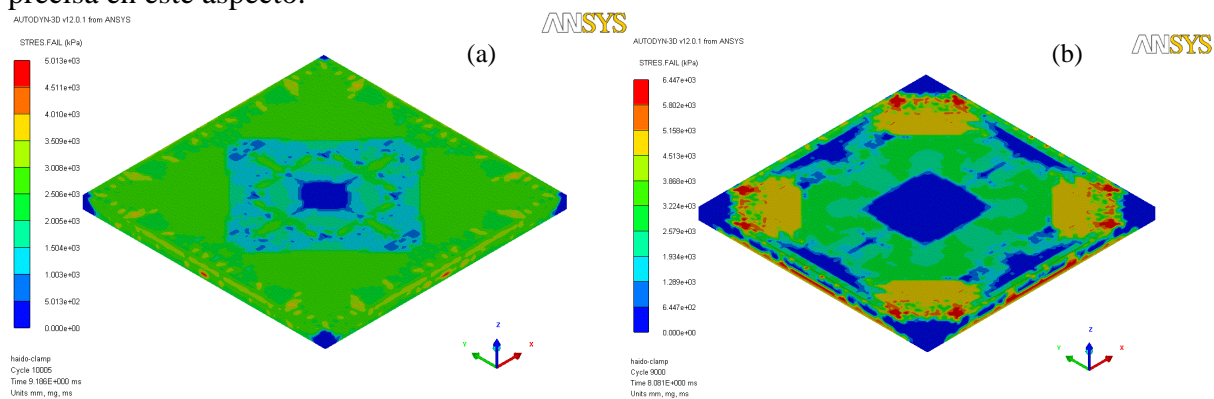 precisa en este aspecto.
AUTODYN-3D v12.0.1 from ANSYS
ANSYS
STRES.FAIL (kPa)
(a)
5.013e+03
4.511e+03
4.010e+03
3.509e+03
3.008e+03
2.506e+03
2.005e+03
1.504e+03
1.003e+03
5.013e+02
0.000e+00
Z
Y
X
haido-clamp
Cycle 10005
Time 9.186E+000 ms
Units mm, mg, ms
AUTODYN-3D v12.0.1 from ANSYS
ANSYS
STRES.FAIL (kPa)
(b)
6.447e+03
5.802e+03
5.158e+03
4.513e+03
3.868e+03
3.224e+03
2.579e+03
1.934e+03
1.289e+03
6.447e+02
0.000e+00
Z
Y
X
haido-clamp
Cycle 9000
Time 8.081E+000 ms
Units mm, mg, ms